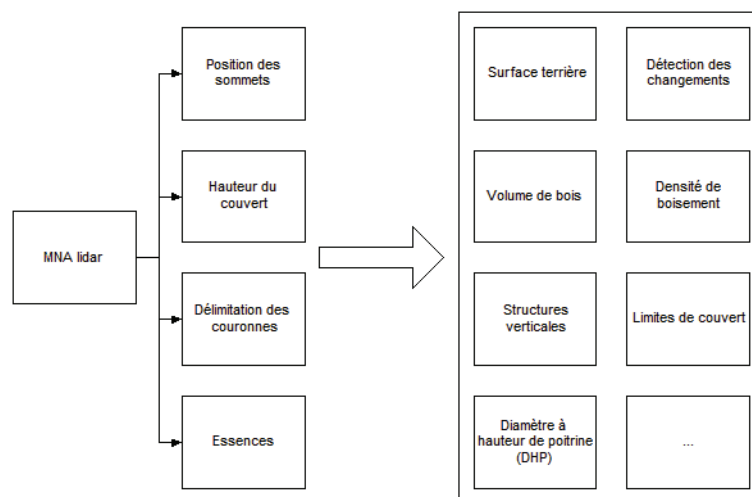 MNA lidar
Position des
sommets
Hauteur du
couvert
Délimitation des
couronnes
Essences
Surface terrière
Détection des
changements
Volume de bois
Densité de
boisement
Structures
verticales
Limites de couvert
Diamètre à
hauteur de poitrine
(DHP)
...